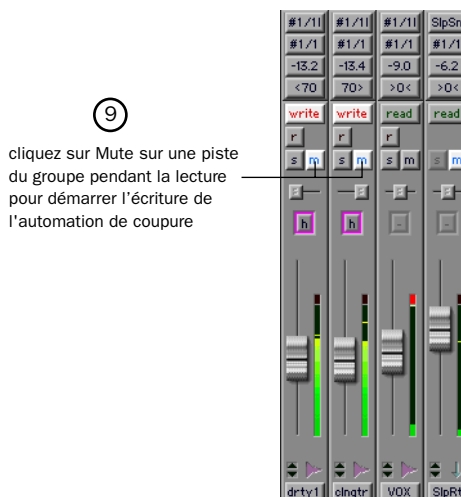 #1/1I #1/1I #1/1I SlpSn
#1/1 #1/1 #1/1 #1/1
-13.2 -13.4 -9.0 -6.2
<70 70> >0< >0<
9
write write read read
r r r
cliquez sur Mute sur une piste
du groupe pendant la lecture
pour démarrer l'écriture de
l'automation de coupure
s m s m s m s m
h h - -
drty1 clngtr VOX SlpRt